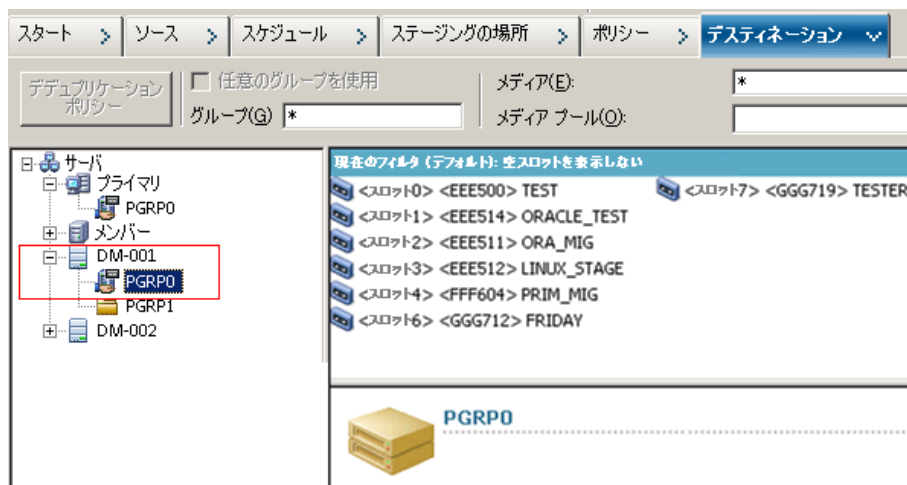 スタート > ソース > スケジュール > ステージングの場所 > ポリシー > デスティネーション
デデュプリケーション
ポリシー
任意のグループを使用
グループ(G) *
メディア(E): *
メディア プール(O):
サーバ
プライマリ
PGRP0
メンバー
DM-001
PGRP0
PGRP1
DM-002
現在のフィルタ (デフォルト): 空スロットを表示しない
<スロット0> <EEE500> TEST
<スロット1> <EEE514> ORACLE_TEST
<スロット2> <EEE511> ORA_MIG
<スロット3> <EEE512> LINUX_STAGE
<スロット4> <FFF604> PRIM_MIG
<スロット6> <GGG712> FRIDAY
<スロット7> <GGG719> TESTER
PGRP0